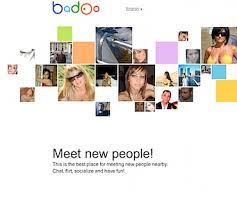 badoo
Meet new people!
This is the best place for meeting new people nearby.
Chat, flirt, socialize and have fun!